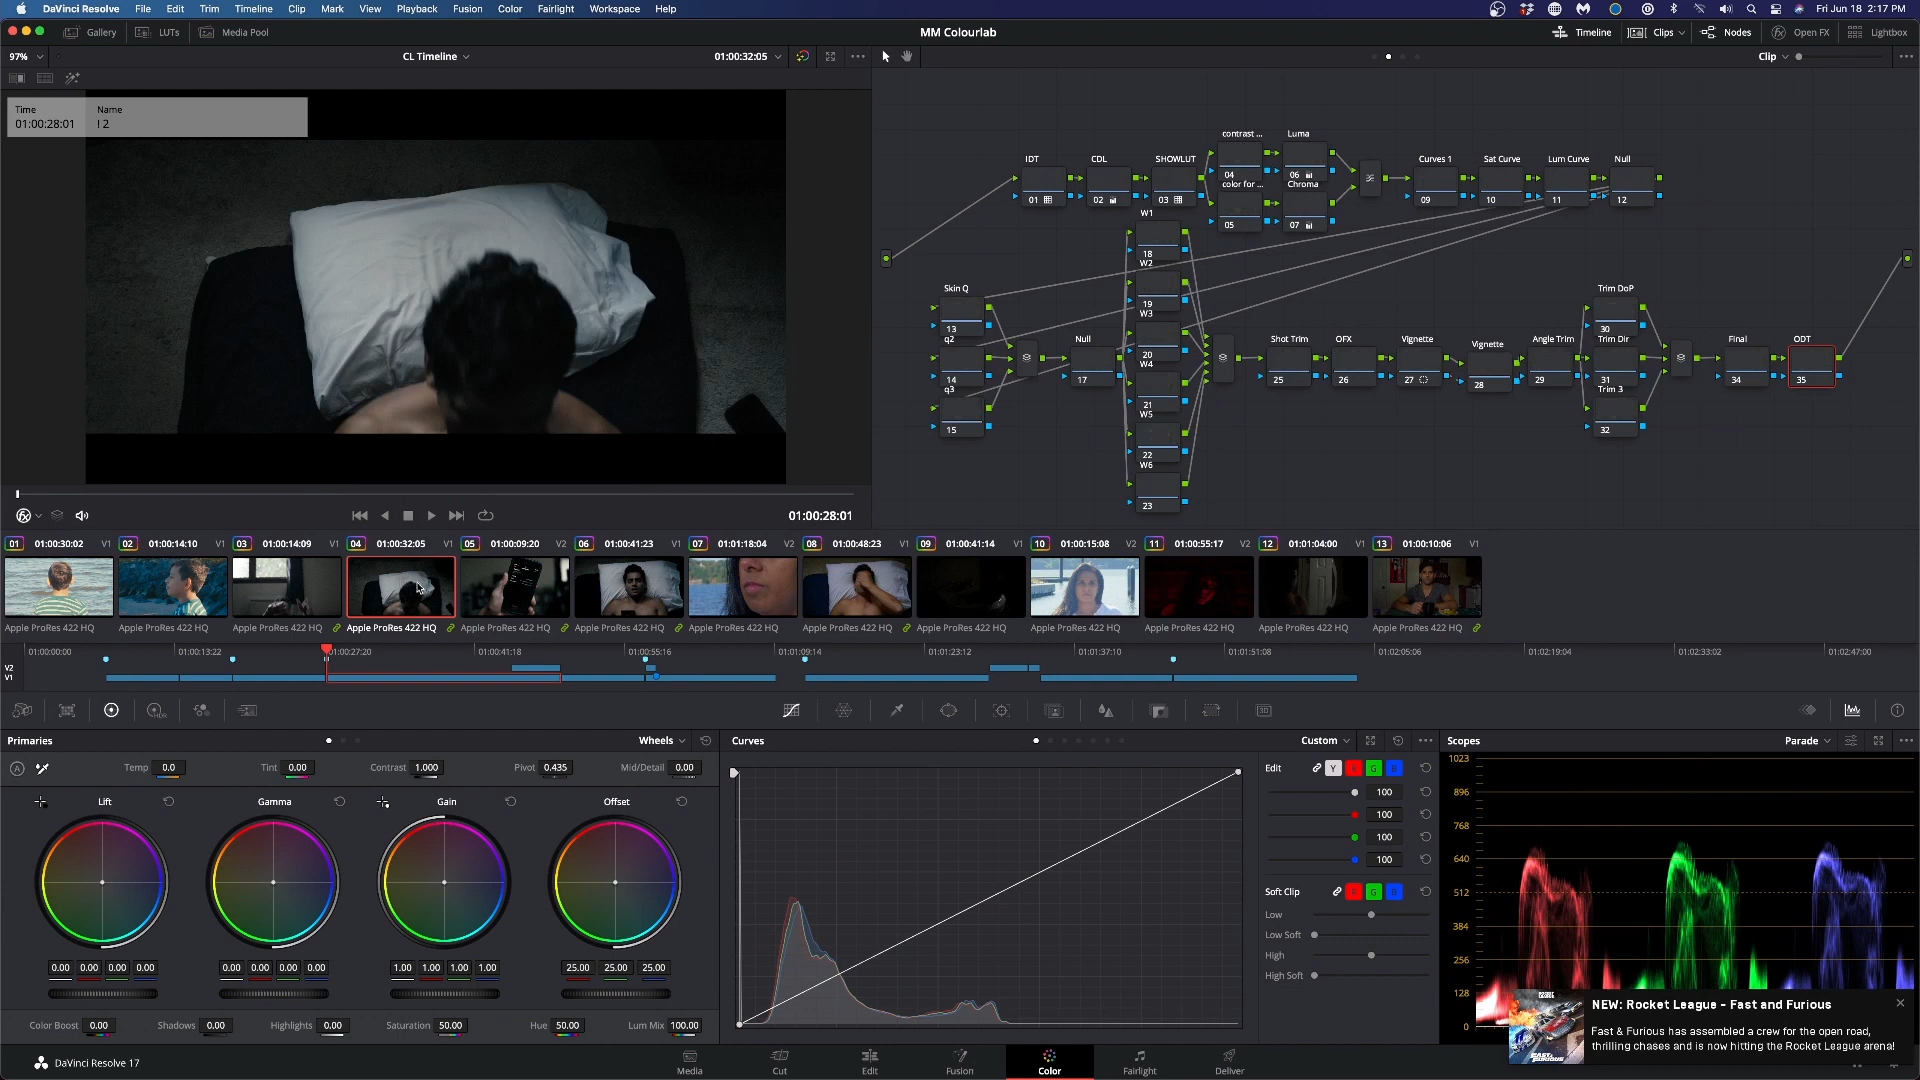 DaVinci Resolve File Edit Trim Timeline Clip Mark View Playback Fusion Color Fairlight Workspace Help Fri Jun 18 2:17 PM
Gallery LUTs Media Pool MM Colourlab Timeline Clips Nodes Open FX Lightbox
97% CL Timeline 01:00:32:05 Clip
Time Name
01:00:28:01 I 2
contrast ... Luma
IDT CDL SHOWLUT 04 06 Curves 1 Sat Curve Lum Curve Null
color for ... Chroma
01 02 03 09 10 11 12
W1 05 07
18
W2
Skin Q Trim DoP
19
W3
13 30
q2 Null Shot Trim OFX Vignette Vignette Angle Trim Trim Dir Final ODT
20
W4
14 17 25 26 27 28 29 31 34 35
q3 Trim 3
21
W5
15 32
22
W6
23
01:00:28:01
01 01:00:30:02 V1 02 01:00:14:10 V1 03 01:00:14:09 V1 04 01:00:32:05 V1 05 01:00:09:20 V2 06 01:00:41:23 V1 07 01:01:18:04 V2 08 01:00:48:23 V1 09 01:00:41:14 V1 10 01:00:15:08 V2 11 01:00:55:17 V2 12 01:01:04:00 V1 13 01:00:10:06 V1
Apple ProRes 422 HQ Apple ProRes 422 HQ Apple ProRes 422 HQ Apple ProRes 422 HQ Apple ProRes 422 HQ Apple ProRes 422 HQ Apple ProRes 422 HQ Apple ProRes 422 HQ Apple ProRes 422 HQ Apple ProRes 422 HQ Apple ProRes 422 HQ Apple ProRes 422 HQ Apple ProRes 422 HQ
01:00:00:00 01:00:13:22 01:00:27:20 01:00:41:18 01:00:55:16 01:01:09:14 01:01:23:12 01:01:37:10 01:01:51:08 01:02:05:06 01:02:19:04 01:02:33:02 01:02:47:00
V2
V1
Primaries Wheels Curves Custom Scopes Parade
Temp 0.0 Tint 0.00 Contrast 1.000 Pivot 0.435 Mid/Detail 0.00 Edit Y R G B
Lift Gamma Gain Offset
100
100
100
100
Soft Clip R G B
Low
Low Soft
High
High Soft
1023
896
768
640
512
384
256
128
0
0.00 0.00 0.00 0.00 0.00 0.00 0.00 0.00 1.00 1.00 1.00 1.00 25.00 25.00 25.00
Color Boost 0.00 Shadows 0.00 Highlights 0.00 Saturation 50.00 Hue 50.00 Lum Mix 100.00
NEW: Rocket League - Fast and Furious
Fast & Furious has assembled a crew for the open road,
thrilling chases and is now hitting the Rocket League arena!
DaVinci Resolve 17 Media Cut Edit Fusion Color Fairlight Deliver